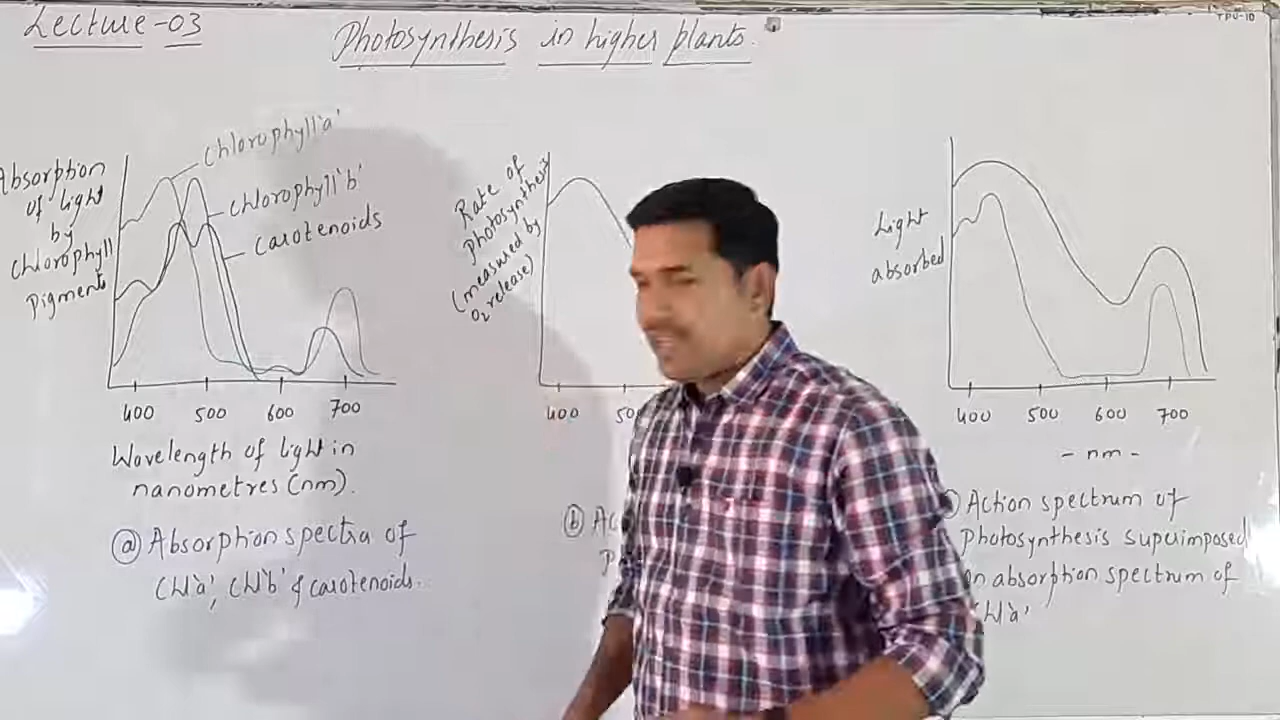 Lecture-03
Photosynthesis in higher plants.
TPU-10
Absorption
of light
by
chlorophyll
pigments
chlorophyll 'a'
chlorophyll 'b'
carotenoids
400 500 600 700
Wavelength of light in
nanometres (nm).
(a) Absorption spectra of
Chl 'a', Chl 'b' & carotenoids.
Rate of
photosynthesis
(measured by
O2 release)
400
(b)
Light
absorbed
400 500 600 700
- nm -
Action spectrum of
photosynthesis superimposed
on absorption spectrum of
Chl 'a'